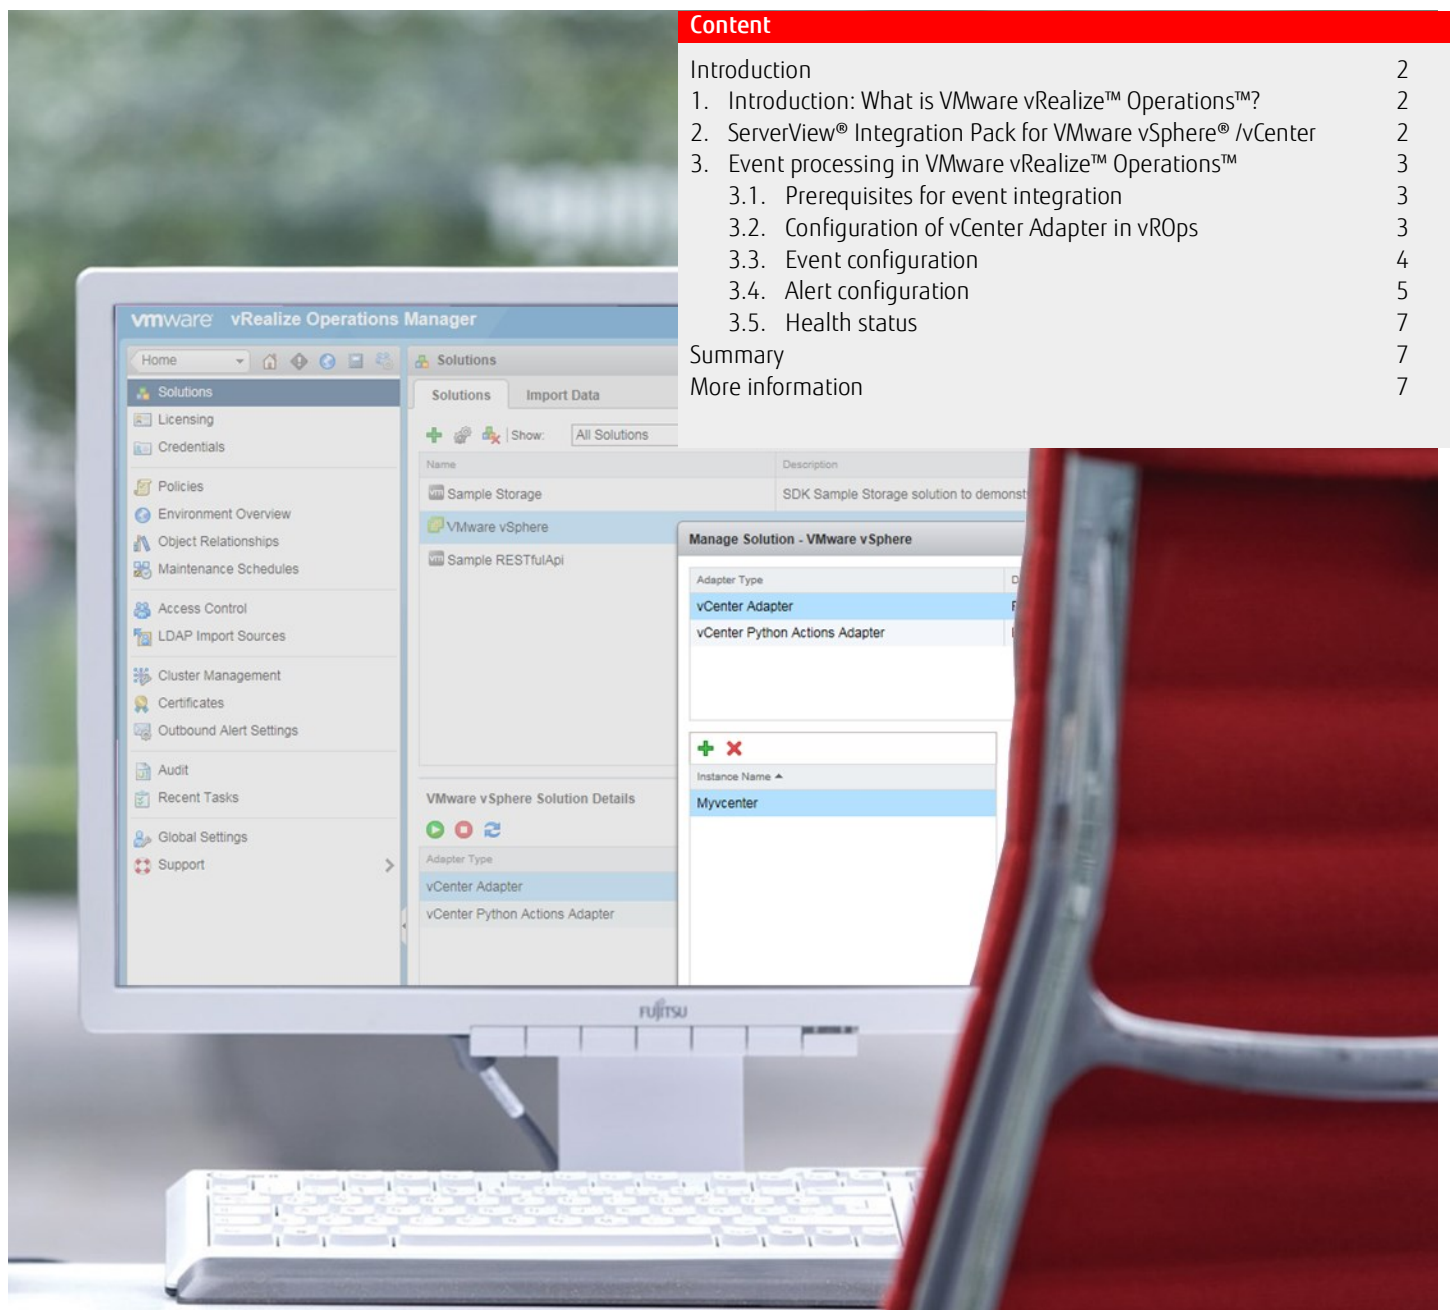 Content
Introduction 2
1. Introduction: What is VMware vRealize™ Operations™? 2
2. ServerView® Integration Pack for VMware vSphere® /vCenter 2
3. Event processing in VMware vRealize™ Operations™ 3
3.1. Prerequisites for event integration 3
3.2. Configuration of vCenter Adapter in vROps 3
3.3. Event configuration 4
3.4. Alert configuration 5
3.5. Health status 7
Summary 7
More information 7
vmware vRealize Operations Manager
Home
Solutions
Licensing
Credentials
Policies
Environment Overview
Object Relationships
Maintenance Schedules
Access Control
LDAP Import Sources
Cluster Management
Certificates
Outbound Alert Settings
Audit
Recent Tasks
Global Settings
Support
Solutions
Solutions Import Data
Show: All Solutions
Name Description
Sample Storage SDK Sample Storage solution to demonst
VMware vSphere
Sample RESTfulApi
VMware vSphere Solution Details
Adapter Type
vCenter Adapter
vCenter Python Actions Adapter
Manage Solution - VMware vSphere
Adapter Type D
vCenter Adapter
vCenter Python Actions Adapter
Instance Name
Myvcenter
FUJITSU